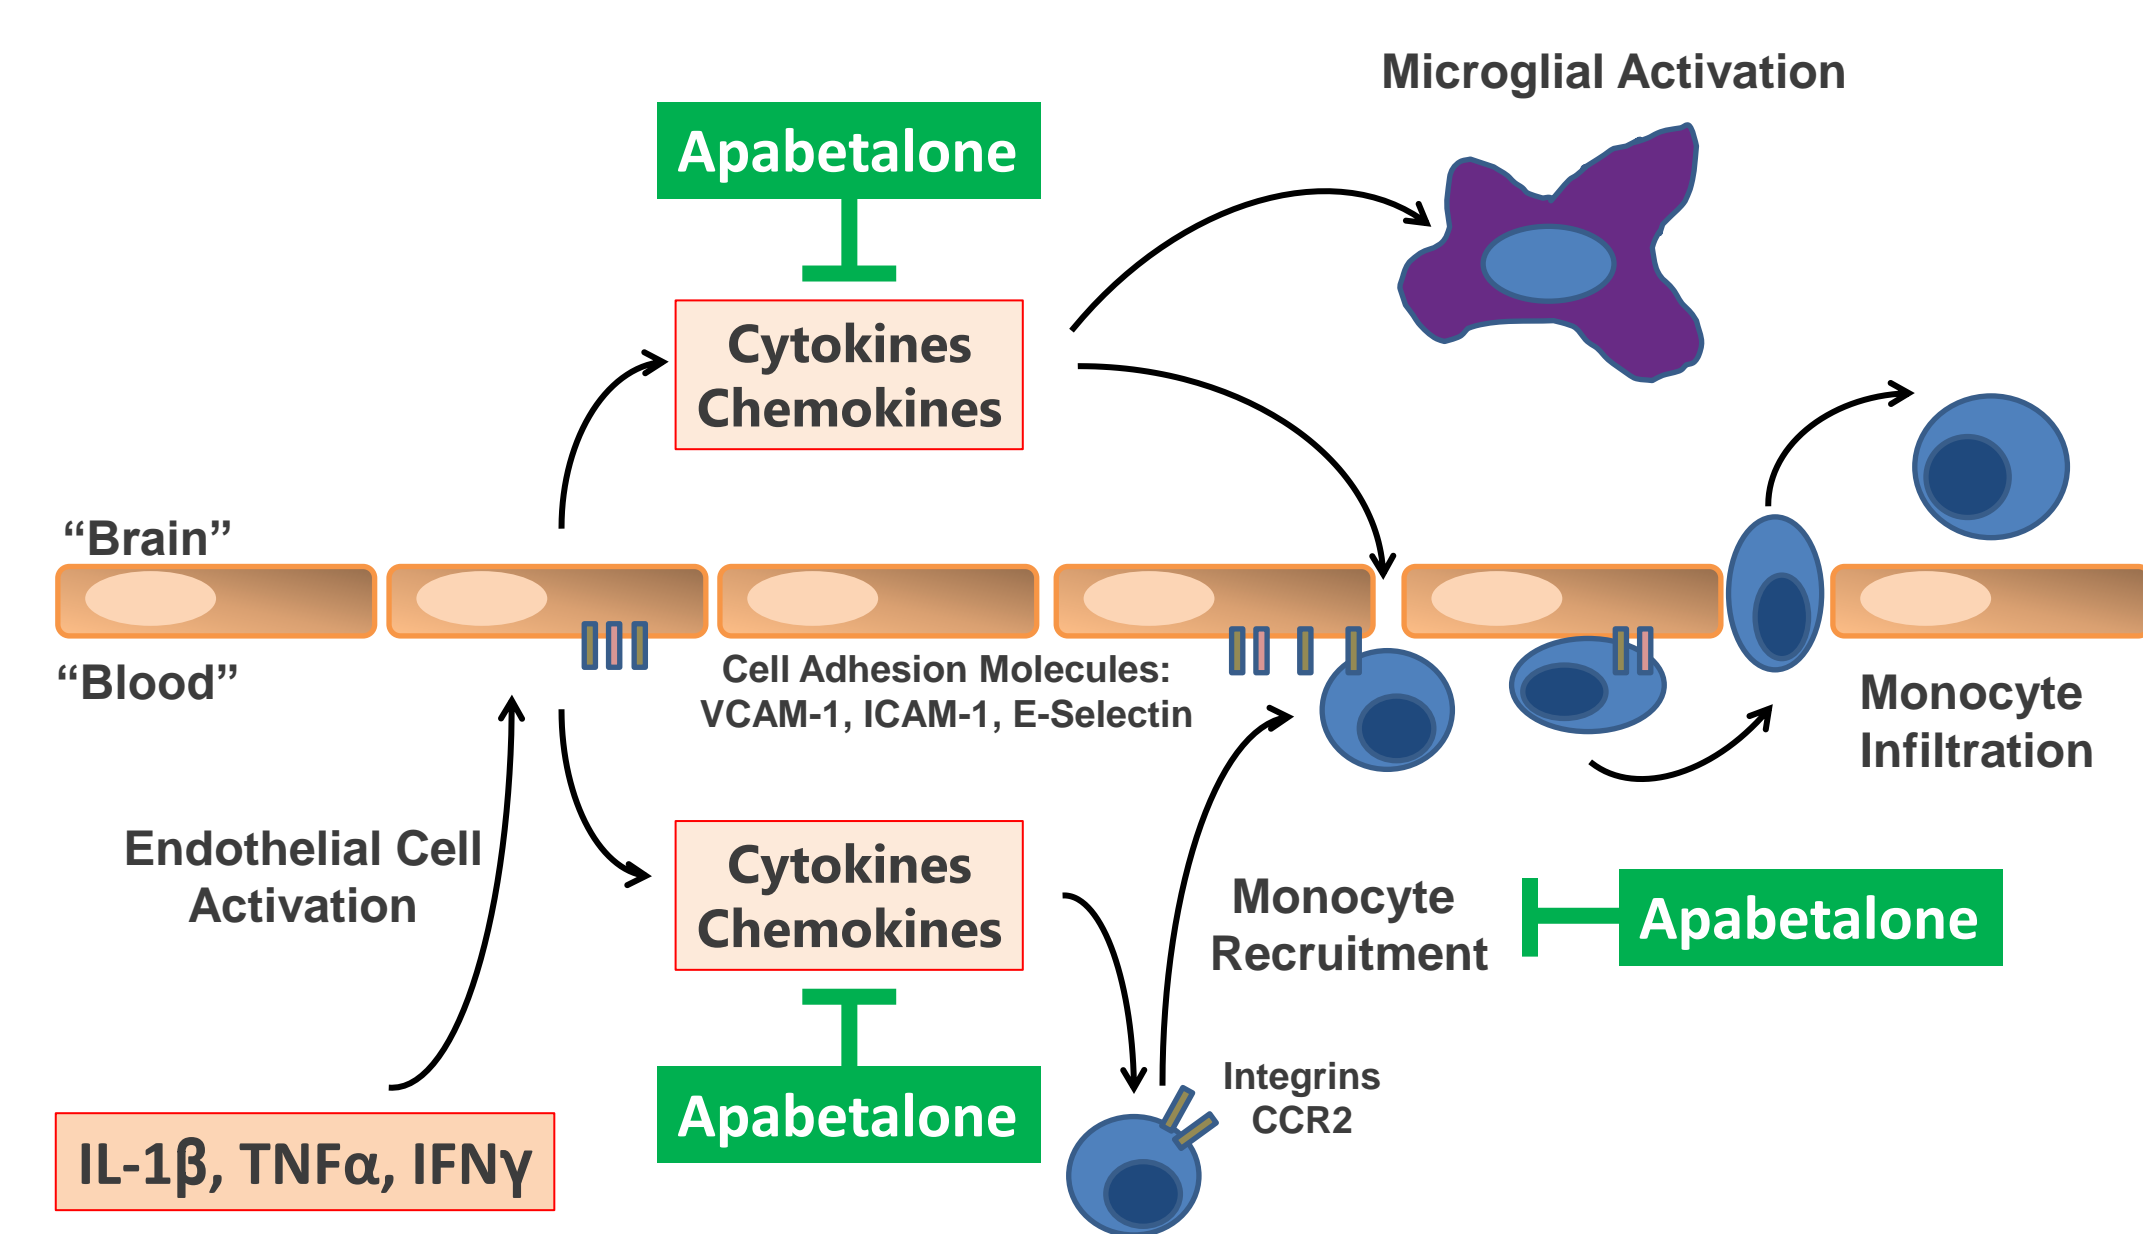 Microglial Activation
Apabetalone
Cytokines
Chemokines
“Brain”
“Blood”
Cell Adhesion Molecules:
VCAM-1, ICAM-1, E-Selectin
Monocyte
Infiltration
Endothelial Cell
Activation
Cytokines
Chemokines
Monocyte
Recruitment
Apabetalone
Apabetalone
Integrins
CCR2
IL-1β, TNFα, IFNγ